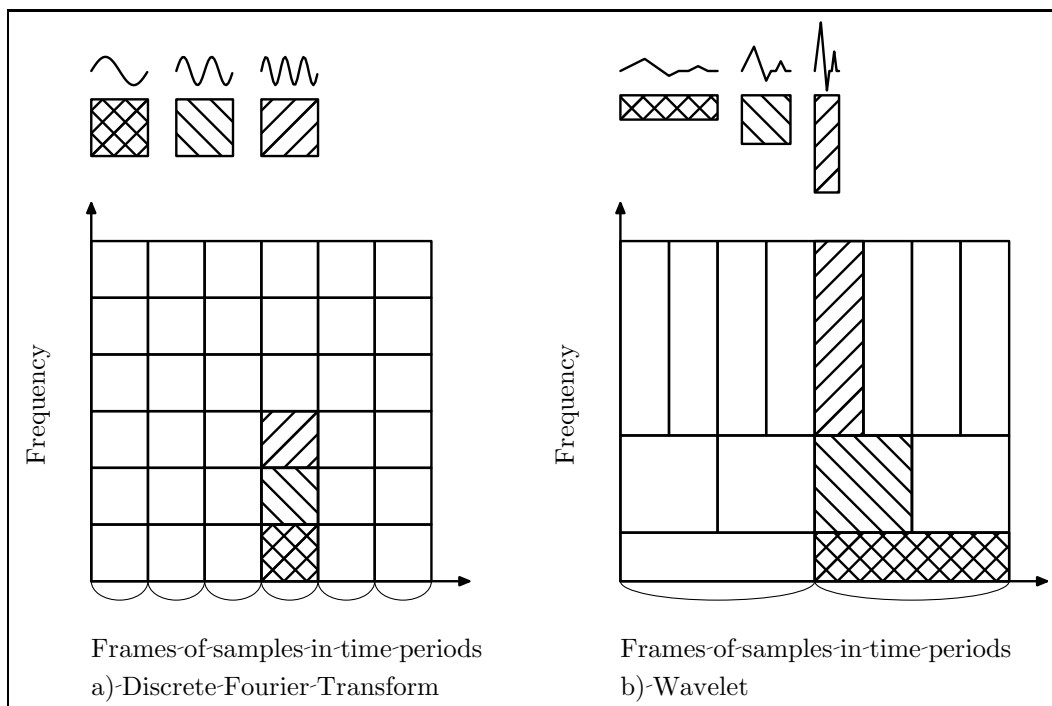 Frequency
Frames-of-samples-in-time-periods
a)-Discrete-Fourier-Transform
Frequency
Frames-of-samples-in-time-periods
b)-Wavelet